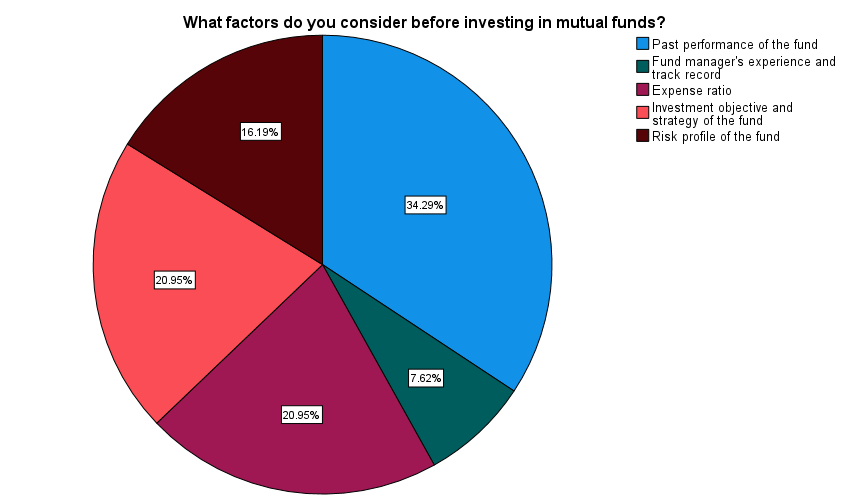 What factors do you consider before investing in mutual funds?
Past performance of the fund
Fund manager's experience and
track record
Expense ratio
Investment objective and
strategy of the fund
Risk profile of the fund
16.19%
34.29%
20.95%
7.62%
20.95%